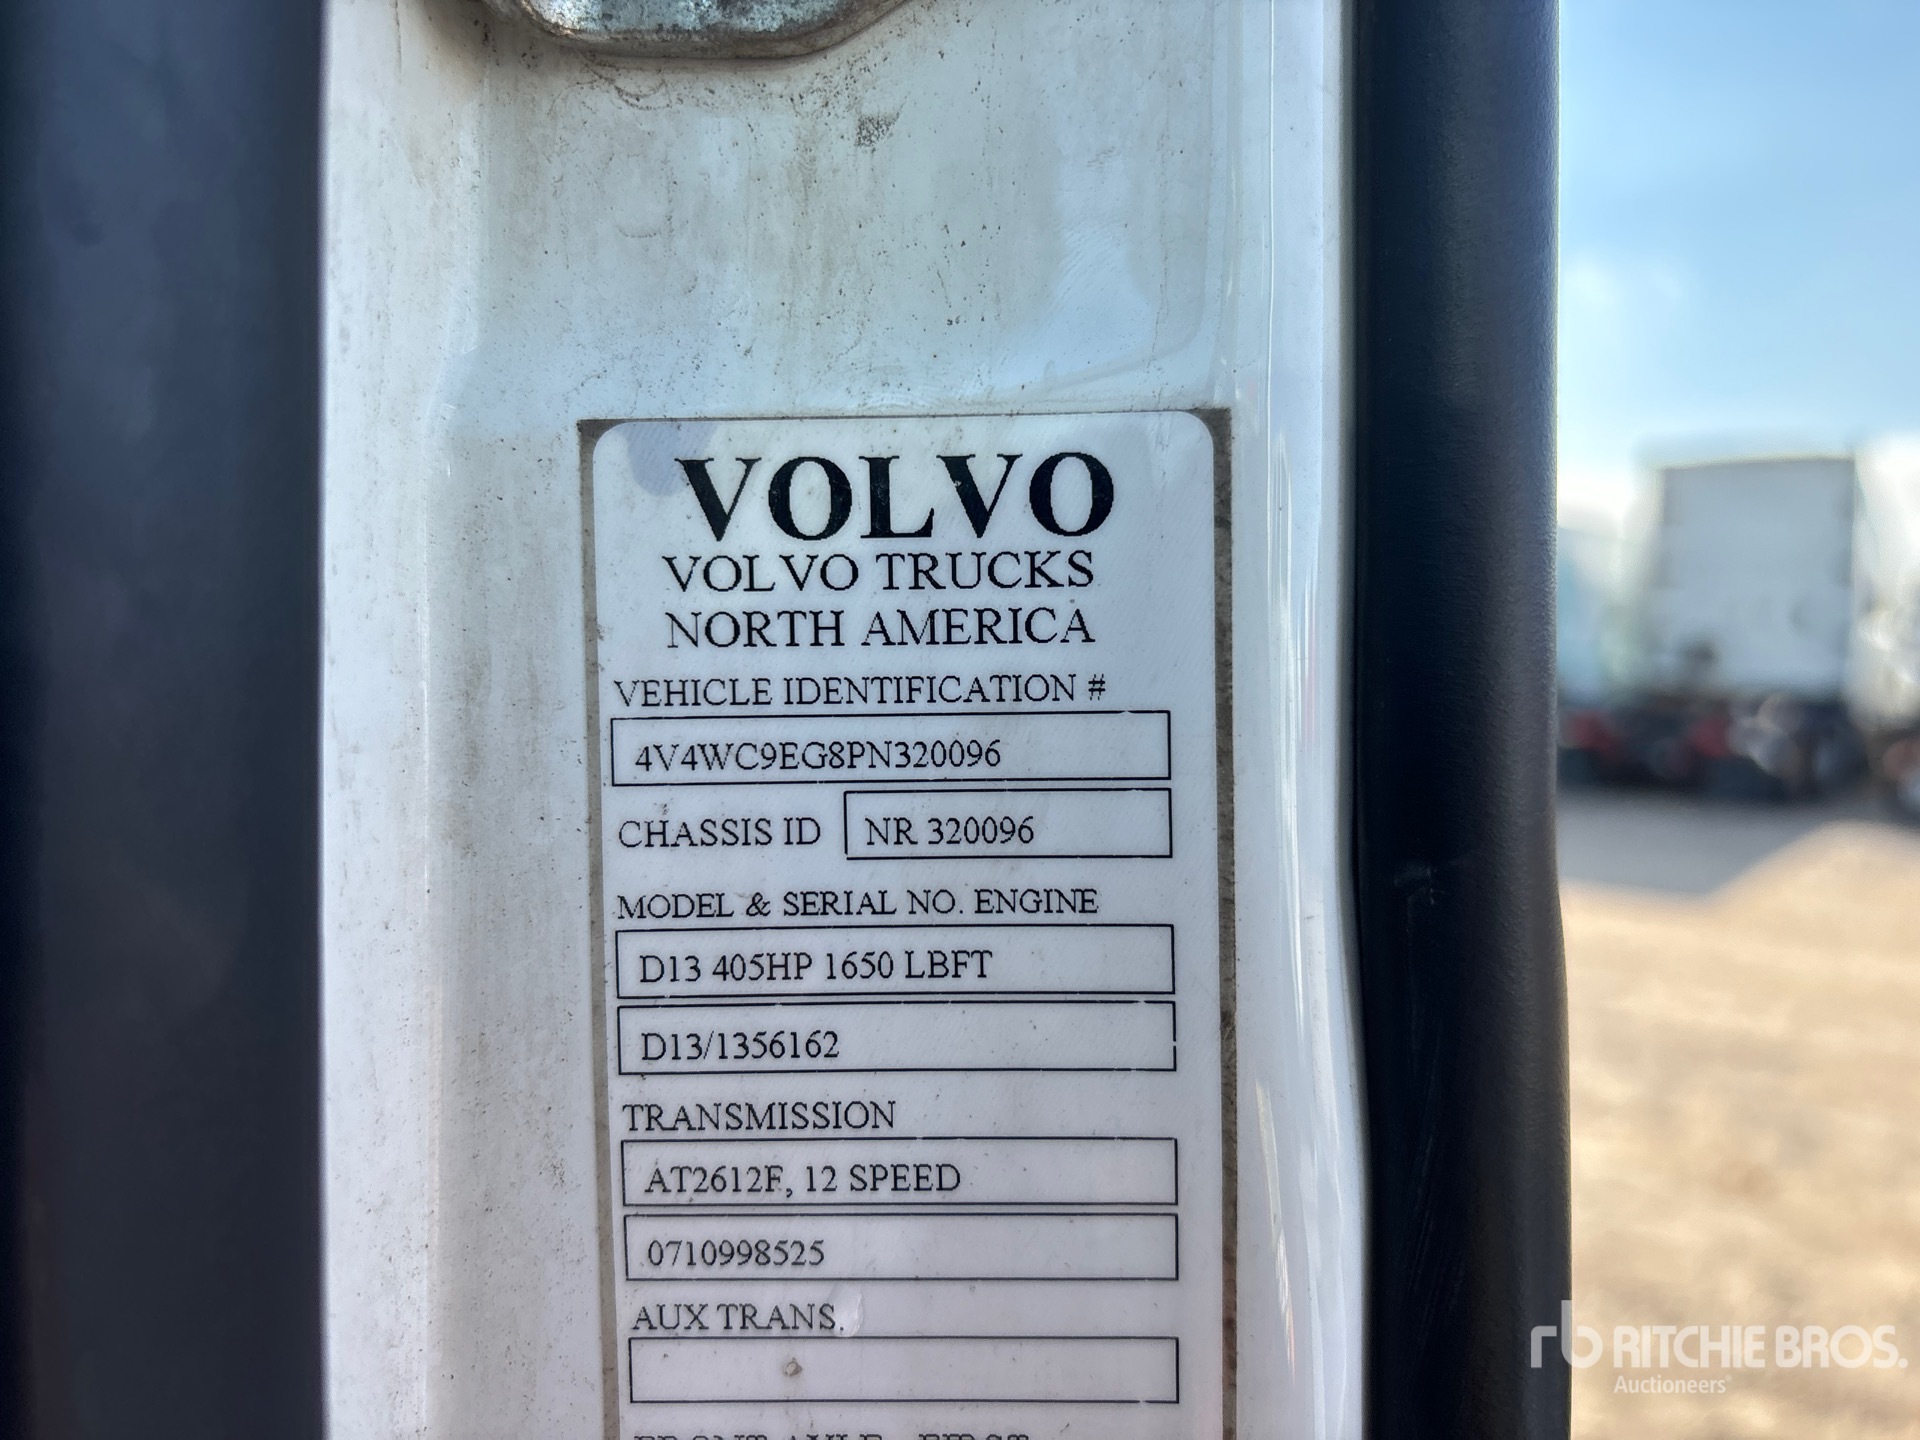 VOLVO
VOLVO TRUCKS
NORTH AMERICA
VEHICLE IDENTIFICATION #
4V4WC9EG8PN320096
CHASSIS ID NR 320096
MODEL & SERIAL NO. ENGINE
D13 405HP 1650 LBFT
D13/1356162
TRANSMISSION
AT2612F, 12 SPEED
0710998525
AUX TRANS.
rb RITCHIE BROS.
Auctioneers